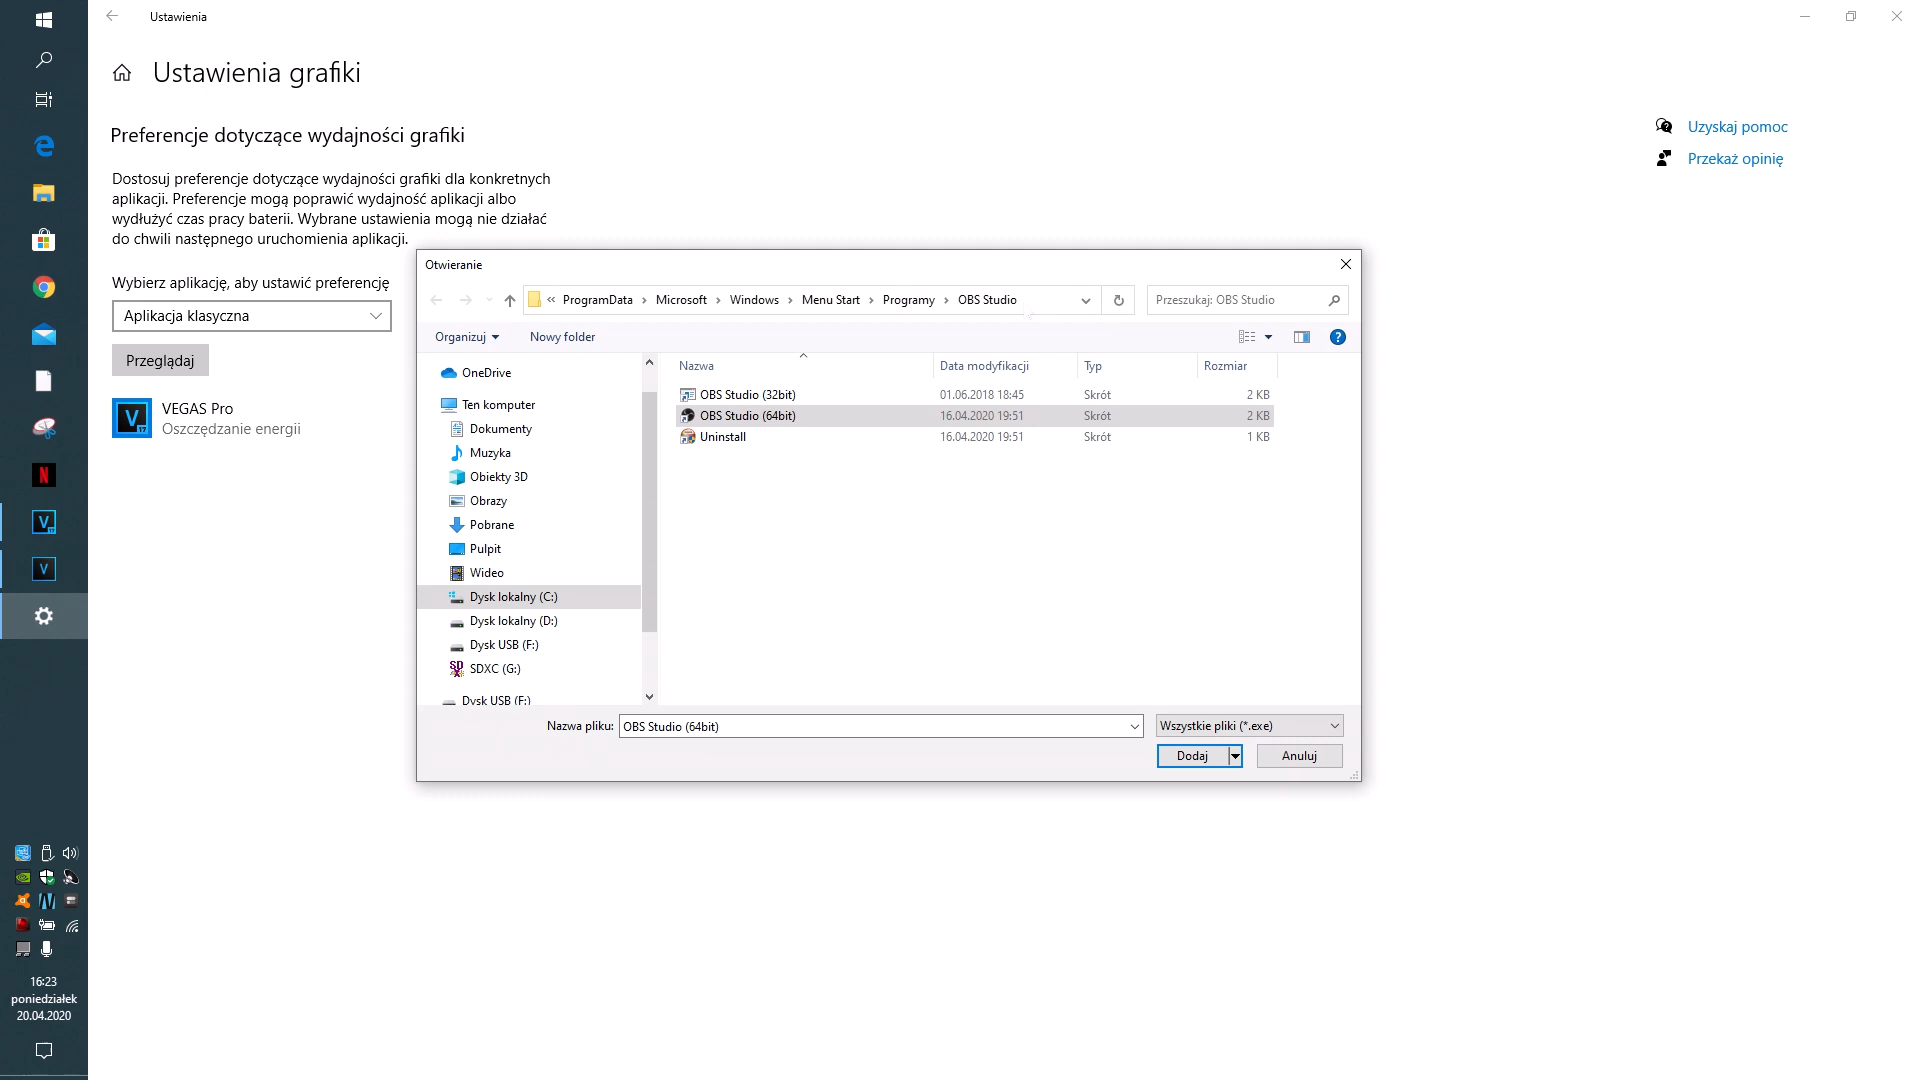 Ustawienia
Ustawienia grafiki
Preferencje dotyczące wydajności grafiki
Dostosuj preferencje dotyczące wydajności grafiki dla konkretnych
aplikacji. Preferencje mogą poprawić wydajność aplikacji albo
wydłużyć czas pracy baterii. Wybrane ustawienia mogą nie działać
do chwili następnego uruchomienia aplikacji.
Wybierz aplikację, aby ustawić preferencję
Aplikacja klasyczna
Przeglądaj
VEGAS Pro
Oszczędzanie energii
Uzyskaj pomoc
Przekaż opinię
Otwieranie
« ProgramData › Microsoft › Windows › Menu Start › Programy › OBS Studio
Przeszukaj: OBS Studio
Organizuj
Nowy folder
OneDrive
Ten komputer
Dokumenty
Muzyka
Obiekty 3D
Obrazy
Pobrane
Pulpit
Wideo
Dysk lokalny (C:)
Dysk lokalny (D:)
Dysk USB (F:)
SDXC (G:)
Dysk USB (F:)
Nazwa Data modyfikacji Typ Rozmiar
OBS Studio (32bit) 01.06.2018 18:45 Skrót 2 KB
OBS Studio (64bit) 16.04.2020 19:51 Skrót 2 KB
Uninstall 16.04.2020 19:51 Skrót 1 KB
Nazwa pliku: OBS Studio (64bit)
Wszystkie pliki (*.exe)
Dodaj
Anuluj
16:23
poniedziałek
20.04.2020